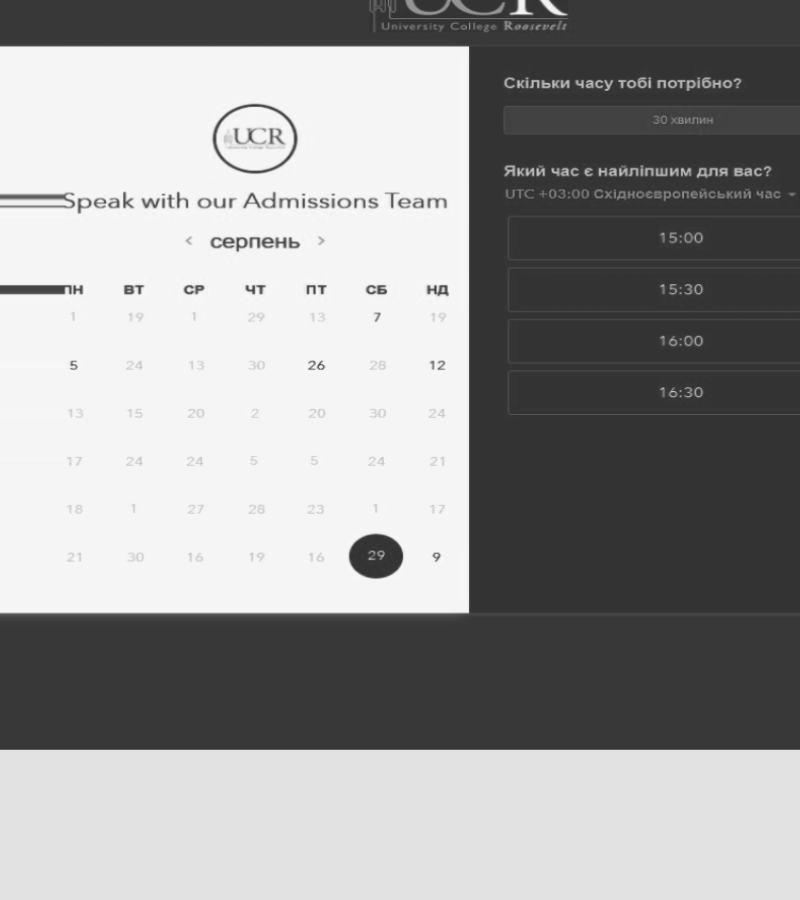 UCR
University College Roosevelt
UCR
Speak with our Admissions Team
< серпень >
ПН ВТ СР ЧТ ПТ СБ НД
1 19 1 29 13 7 19
5 24 13 30 26 28 12
13 15 20 2 20 30 24
17 24 24 5 5 24 21
18 1 27 28 23 1 17
21 30 16 19 16 29 9
Скільки часу тобі потрібно?
30 хвилин
Який час є найліпшим для вас?
UTC +03:00 Східноєвропейський час
15:00
15:30
16:00
16:30